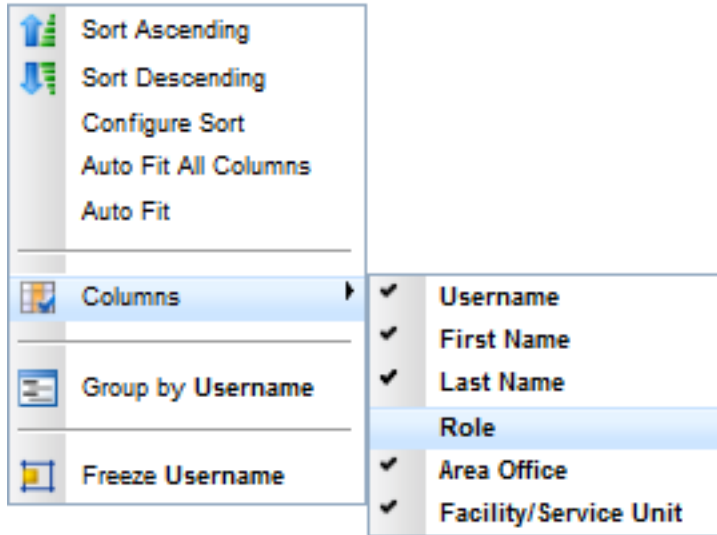 Sort Ascending
Sort Descending
Configure Sort
Auto Fit All Columns
Auto Fit
Columns
Group by Username
Freeze Username
Username
First Name
Last Name
Role
Area Office
Facility/Service Unit